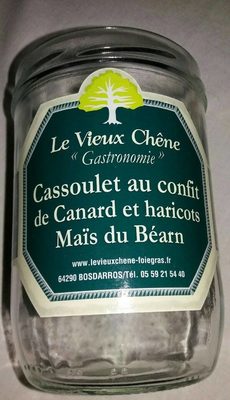 Le Vieux Chêne
« Gastronomie »
Cassoulet au confit
de Canard et haricots
Maïs du Béarn
www.levieuxchene-foiegras.fr
64290 BOSDARROS/Tél. 05 59 21 54 40